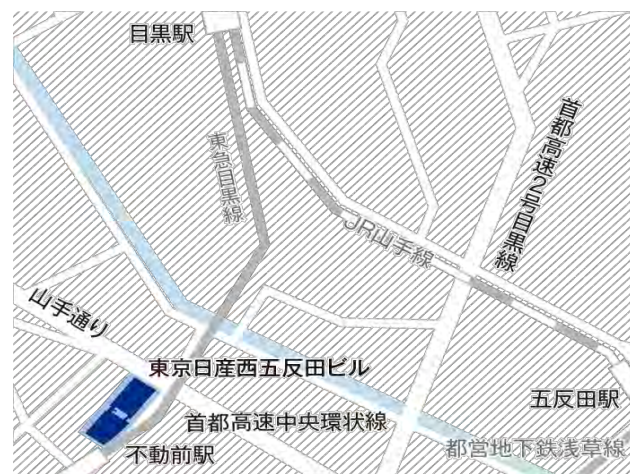 目黒駅
首都高速2号目黒線
東急目黒線
JR山手線
山手通り
東京日産西五反田ビル
五反田駅
首都高速中央環状線
不動前駅
都営地下鉄浅草線